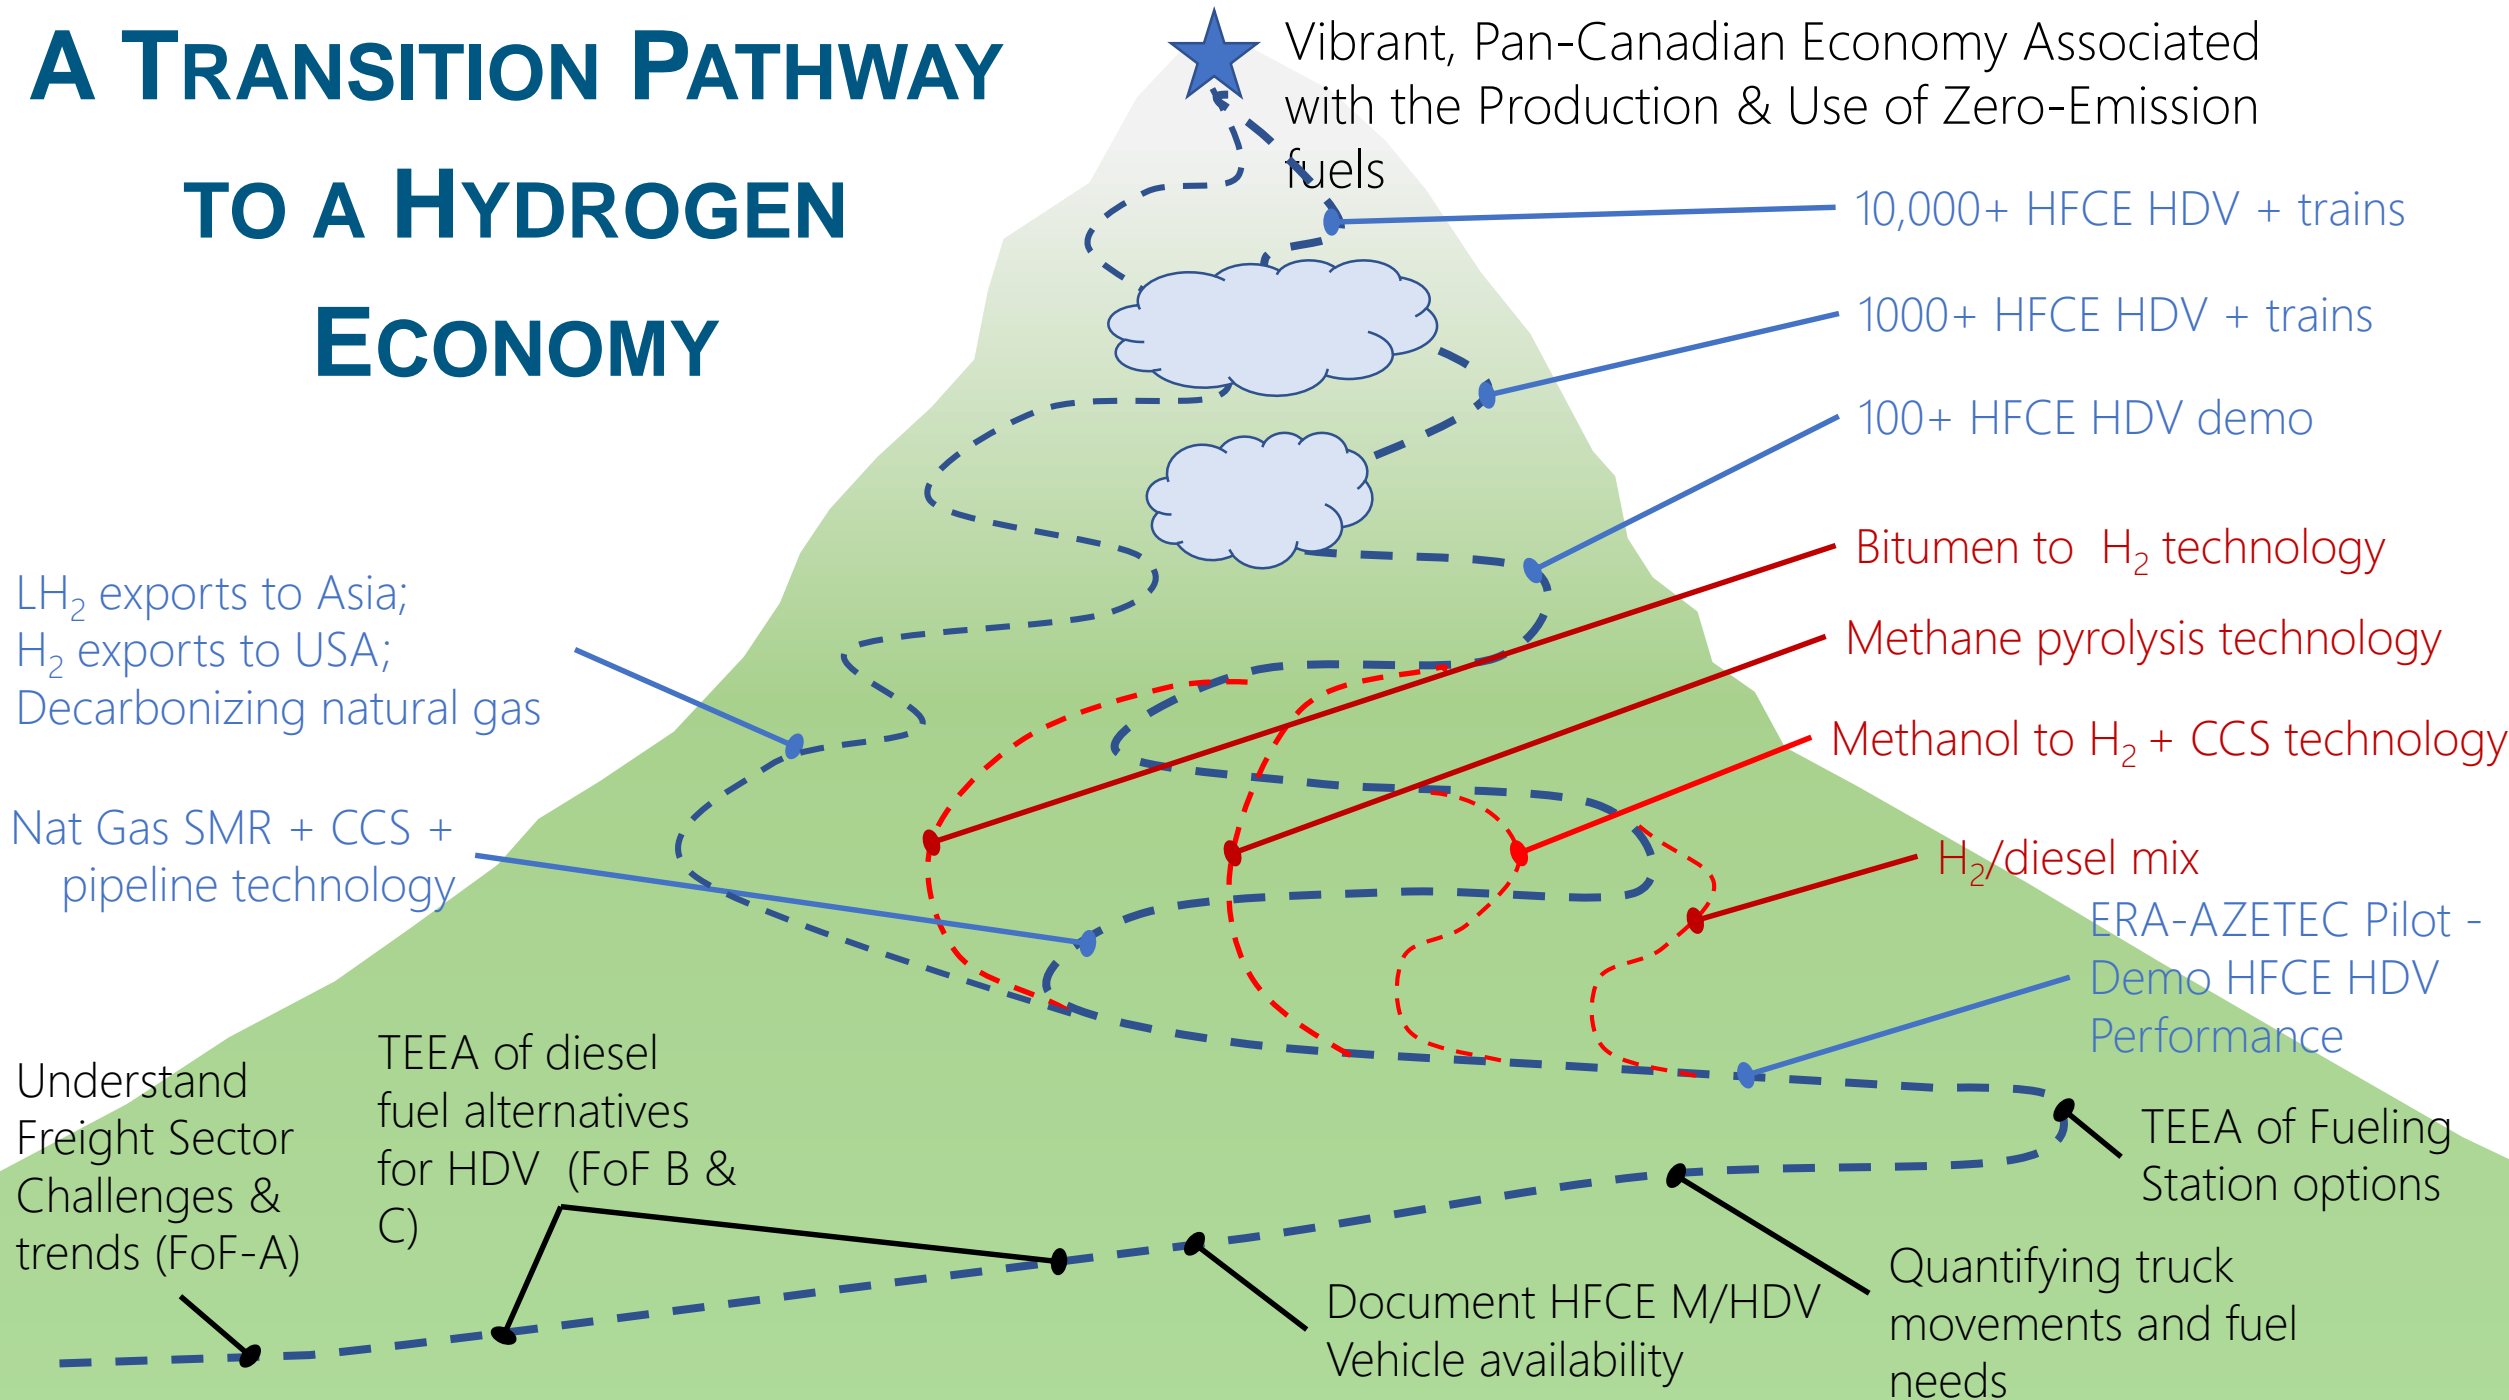 A TRANSITION PATHWAY
TO A HYDROGEN
ECONOMY
Vibrant, Pan-Canadian Economy Associated
with the Production & Use of Zero-Emission
fuels
10,000+ HFCE HDV + trains
1000+ HFCE HDV + trains
100+ HFCE HDV demo
Bitumen to H₂ technology
Methane pyrolysis technology
Methanol to H₂ + CCS technology
H₂/diesel mix
ERA-AZETEC Pilot -
Demo HFCE HDV
Performance
LH₂ exports to Asia;
H₂ exports to USA;
Decarbonizing natural gas
Nat Gas SMR + CCS +
pipeline technology
Understand
Freight Sector
Challenges &
trends (FoF-A)
TEEA of diesel
fuel alternatives
for HDV (FoF B &
C)
Document HFCE M/HDV
Vehicle availability
Quantifying truck
movements and fuel
needs
TEEA of Fueling
Station options